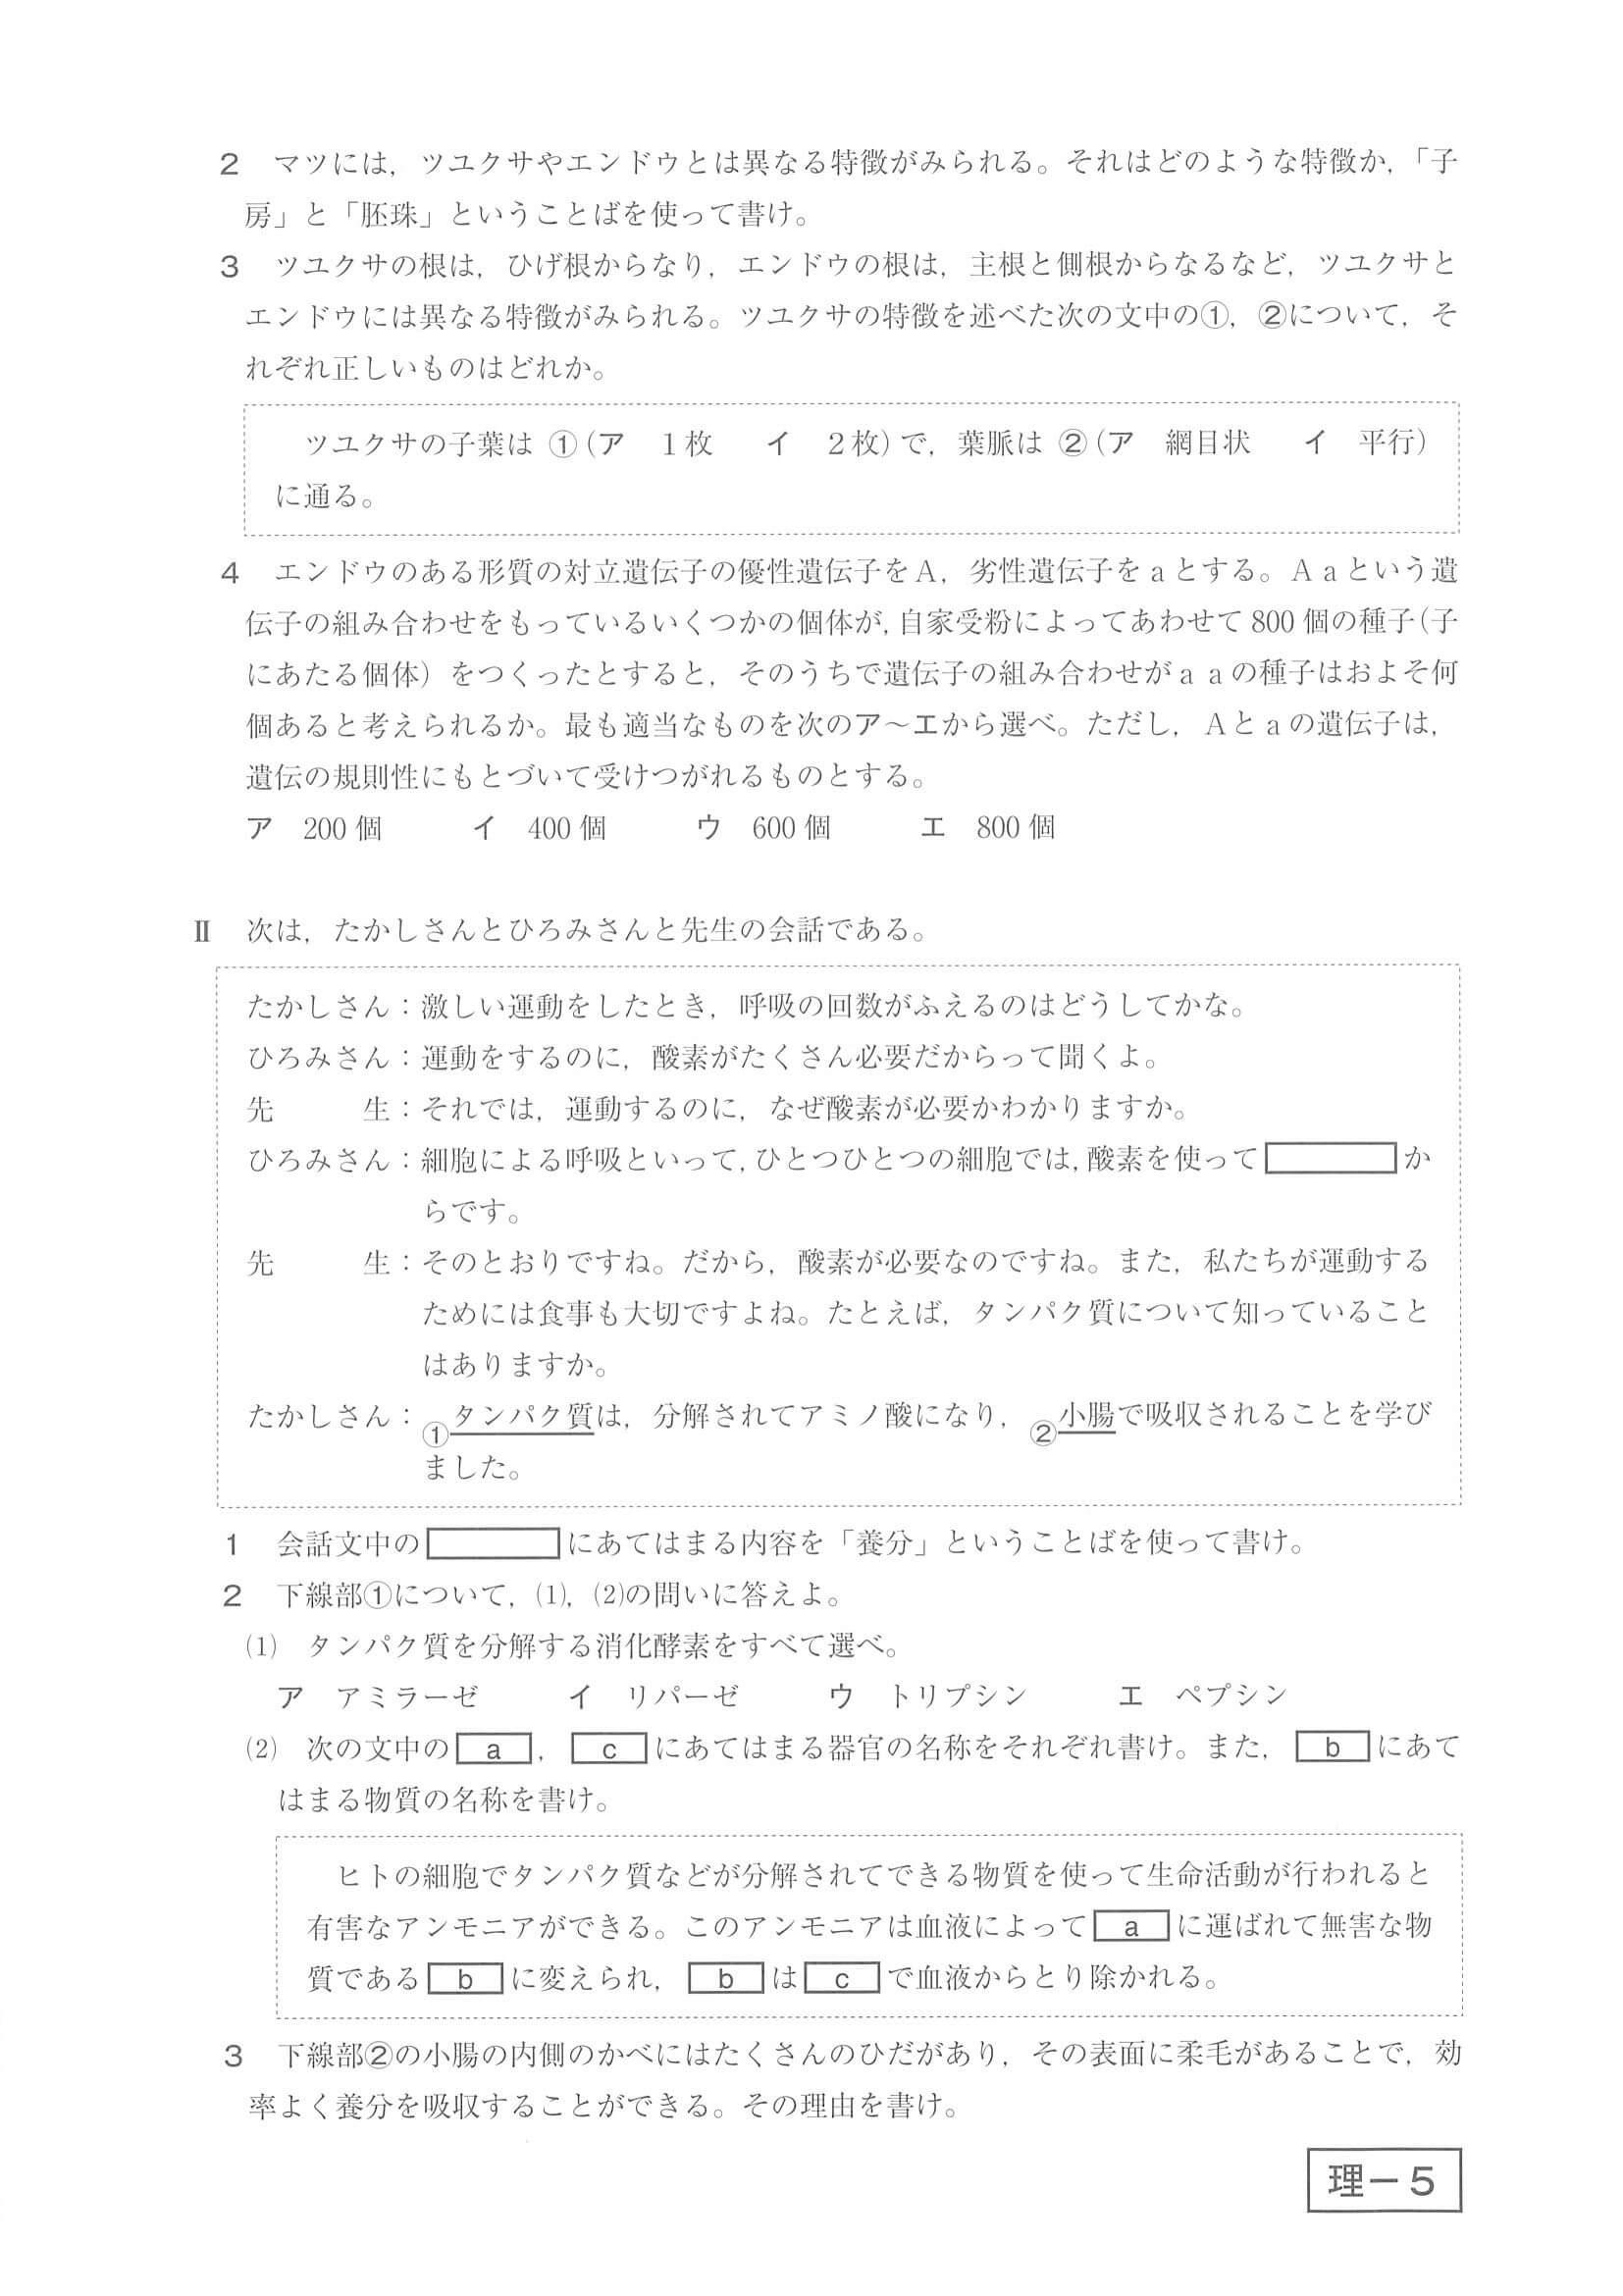 2 マツには，ツユクサやエンドウとは異なる特徴がみられる。それはどのような特徴か，「子
房」と「胚珠」ということばを使って書け。
3 ツユクサの根は，ひげ根からなり，エンドウの根は，主根と側根からなるなど，ツユクサと
エンドウには異なる特徴がみられる。ツユクサの特徴を述べた次の文中の①，②について，そ
れぞれ正しいものはどれか。
ツユクサの子葉は ①(ア 1枚 イ 2枚)で，葉脈は ②(ア 網目状 イ 平行)
に通る。
4 エンドウのある形質の対立遺伝子の優性遺伝子をA，劣性遺伝子をaとする。Aaという遺
伝子の組み合わせをもっているいくつかの個体が，自家受粉によってあわせて800個の種子(子
にあたる個体)をつくったとすると，そのうちで遺伝子の組み合わせがaaの種子はおよそ何
個あると考えられるか。最も適当なものを次のア～エから選べ。ただし，Aとaの遺伝子は，
遺伝の規則性にもとづいて受けつがれるものとする。
ア 200個 イ 400個 ウ 600個 エ 800個
Ⅱ 次は，たかしさんとひろみさんと先生の会話である。
たかしさん：激しい運動をしたとき，呼吸の回数がふえるのはどうしてかな。
ひろみさん：運動をするのに，酸素がたくさん必要だからって聞くよ。
先 生：それでは，運動するのに，なぜ酸素が必要かわかりますか。
ひろみさん：細胞による呼吸といって，ひとつひとつの細胞では，酸素を使って か
らです。
先 生：そのとおりですね。だから，酸素が必要なのですね。また，私たちが運動する
ためには食事も大切ですよね。たとえば，タンパク質について知っていること
はありますか。
たかしさん：①タンパク質は，分解されてアミノ酸になり，②小腸で吸収されることを学び
ました。
1 会話文中の にあてはまる内容を「養分」ということばを使って書け。
2 下線部①について，(1)，(2)の問いに答えよ。
(1) タンパク質を分解する消化酵素をすべて選べ。
ア アミラーゼ イ リパーゼ ウ トリプシン エ ペプシン
(2) 次の文中の a ， c にあてはまる器官の名称をそれぞれ書け。また， b にあて
はまる物質の名称を書け。
ヒトの細胞でタンパク質などが分解されてできる物質を使って生命活動が行われると
有害なアンモニアができる。このアンモニアは血液によって a に運ばれて無害な物
質である b に変えられ， b は c で血液からとり除かれる。
3 下線部②の小腸の内側のかべにはたくさんのひだがあり，その表面に柔毛があることで，効
率よく養分を吸収することができる。その理由を書け。
理－5